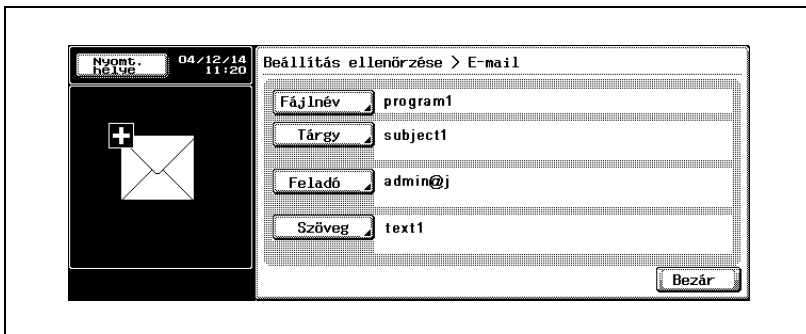 Nyomt.
helye
04/12/14
11:20
Beállítás ellenőrzése > E-mail
Fájlnév program1
Tárgy subject1
Feladó admin@j
Szöveg text1
Bezár